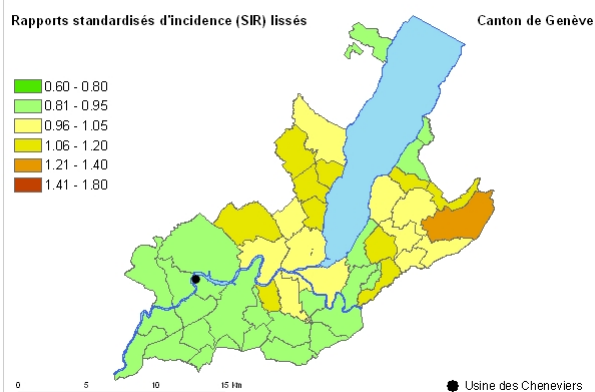 Rapports standardisés d'incidence (SIR) lissés
Canton de Genève
0.60 - 0.80
0.81 - 0.95
0.96 - 1.05
1.06 - 1.20
1.21 - 1.40
1.41 - 1.80
0 5 10 15 Km
Usine des Cheneviers